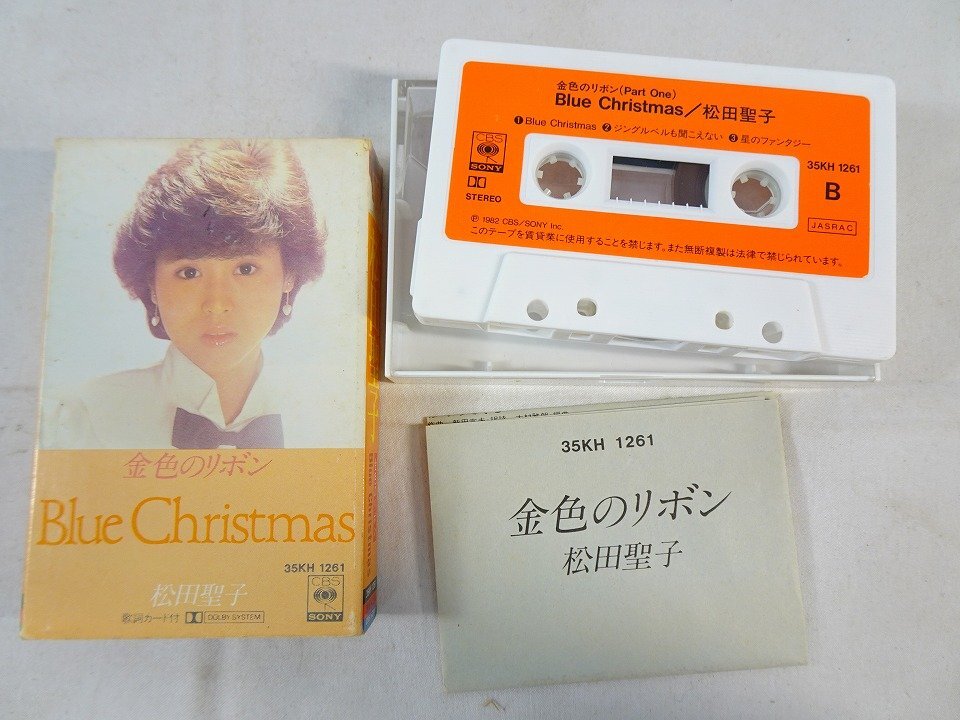 金色のリボン
Blue Christmas
35KH 1261
松田聖子
CBS
SONY
歌詞カード付 DOLBY SYSTEM
金色のリボン(Part One)
Blue Christmas/松田聖子
❶Blue Christmas ❷ジングルベルも聞こえない ❸星のファンタジー
CBS
SONY
35KH 1261
B
STEREO
JASRAC
Ⓟ 1982 CBS/SONY Inc.
このテープを賃貸業に使用することを禁じます。また無断複製は法律で禁じられています。
35KH 1261
金色のリボン
松田聖子